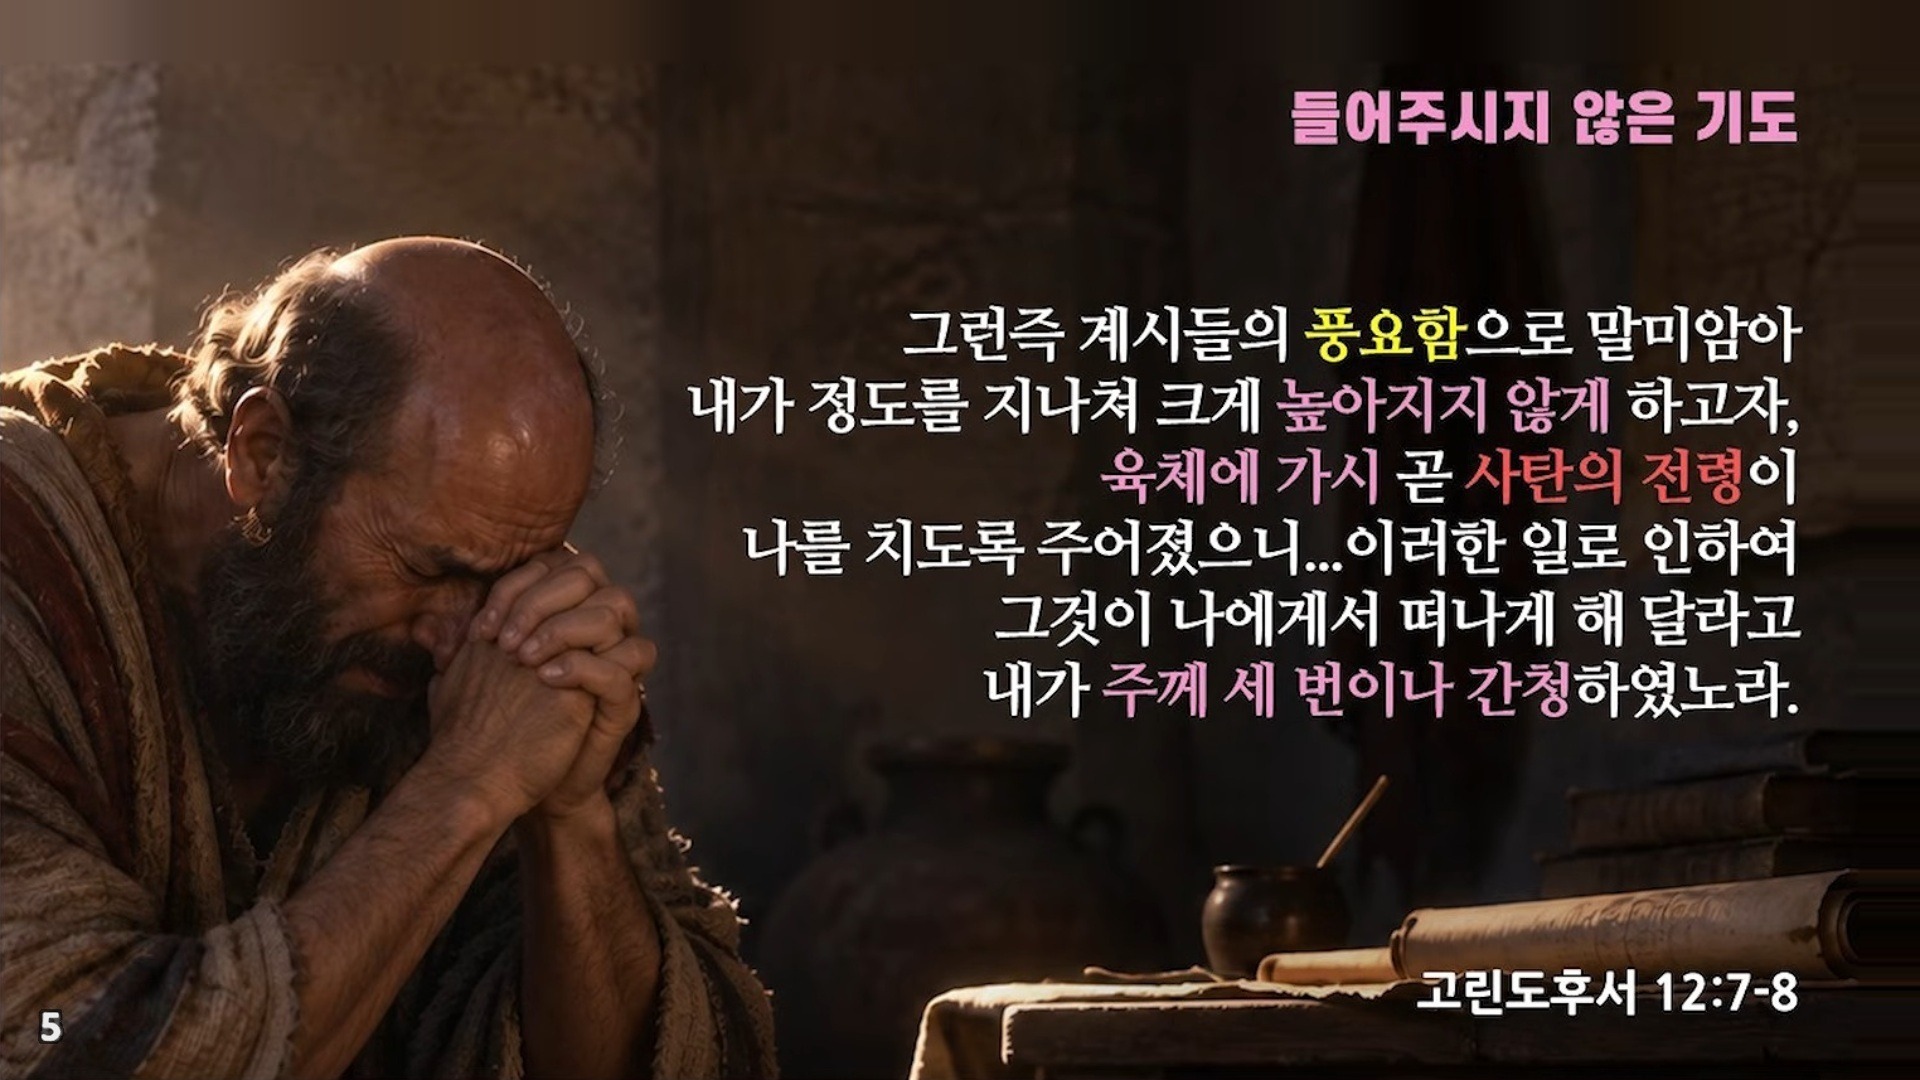 들어주시지 않은 기도
그런즉 계시들의 풍요함으로 말미암아
내가 정도를 지나쳐 크게 높아지지 않게 하고자,
육체에 가시 곧 사탄의 전령이
나를 치도록 주어졌으니...이러한 일로 인하여
그것이 나에게서 떠나게 해 달라고
내가 주께 세 번이나 간청하였노라.
고린도후서 12:7-8
5